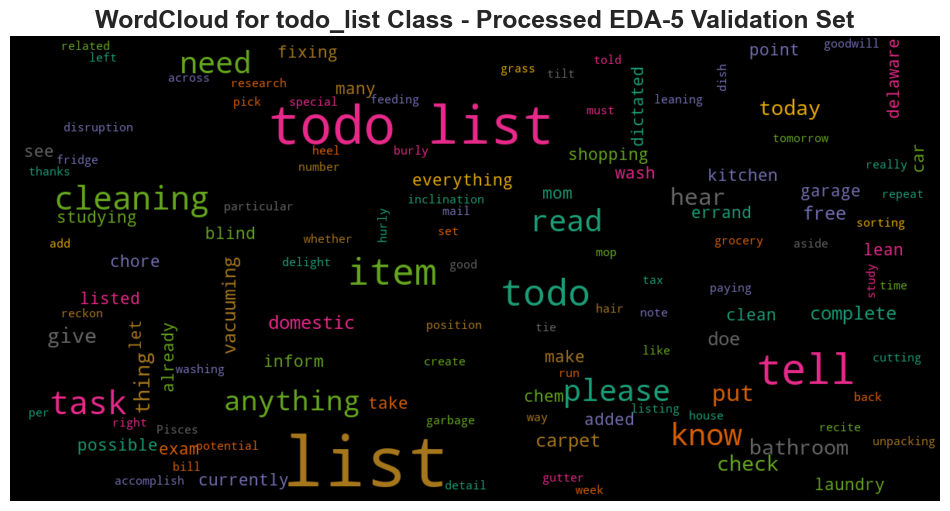 WordCloud for todo_list Class - Processed EDA-5 Validation Set
related
left
need
fixing
point
goodwill
delaware
across
research
many
feeding
grass
tilt
told
dish
pick
special
must
dictated
leaning
today
disruption
todo list
tomorrow
see
fridge
thanks
heel
burly
number
shopping
wash
kitchen
car
really
cleaning
everything
mom
hear
garage
repeat
studying
particular
inclination
mail
hurly
read
errand
free
sorting
add
blind
whether
set
grocery
aside
lean
chore
vacuuming
delight
item
good
mop
tax
paying
study
time
listed
reckon
todo
hair
note
clean
complete
give
let
already
domestic
position
tie
doe
thing
washing
inform
create
make
run
like
tell
cutting
task
anything
take
chem
please
put
back
per
right
Pisces
garbage
way
added
listing
house
know
recite
possible
exam
potential
carpet
bathroom
unpacking
bill
list
check
accomplish
currently
detail
gutter
week
laundry